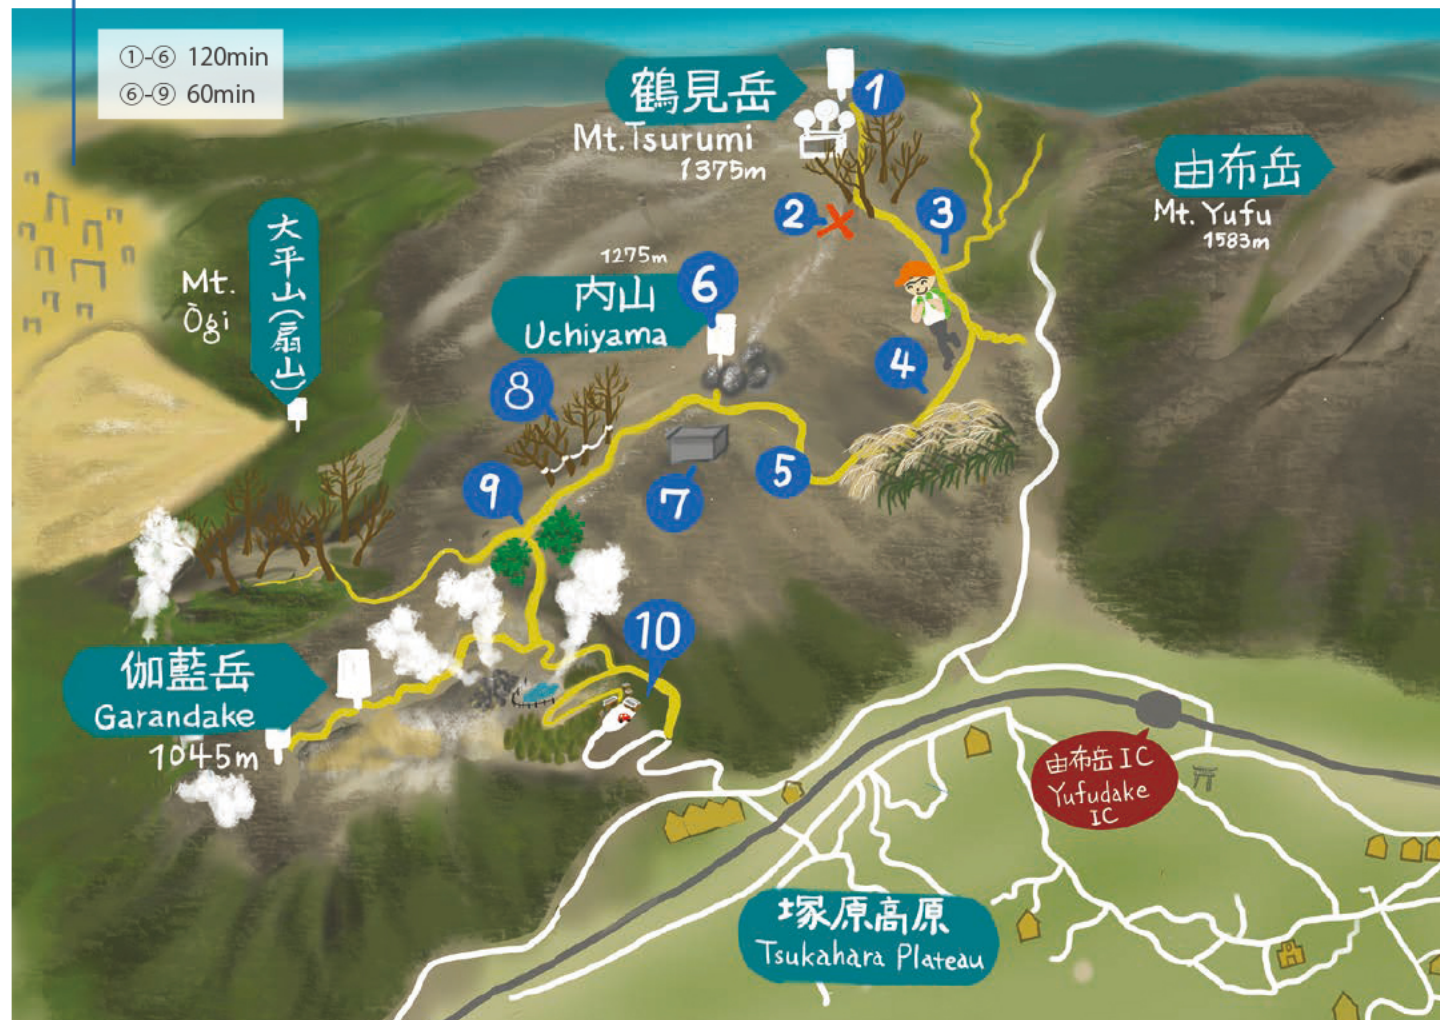 ①-⑥ 120min
⑥-⑨ 60min
鶴見岳
Mt.Tsurumi
1375m
1
由布岳
Mt. Yufu
1583m
2
3
大平山(扇山)
Mt.
Ōgi
1275m
内山
Uchiyama
6
4
8
5
7
9
10
伽藍岳
Garandake
1045m
由布岳 IC
Yufudake
IC
塚原高原
Tsukahara Plateau